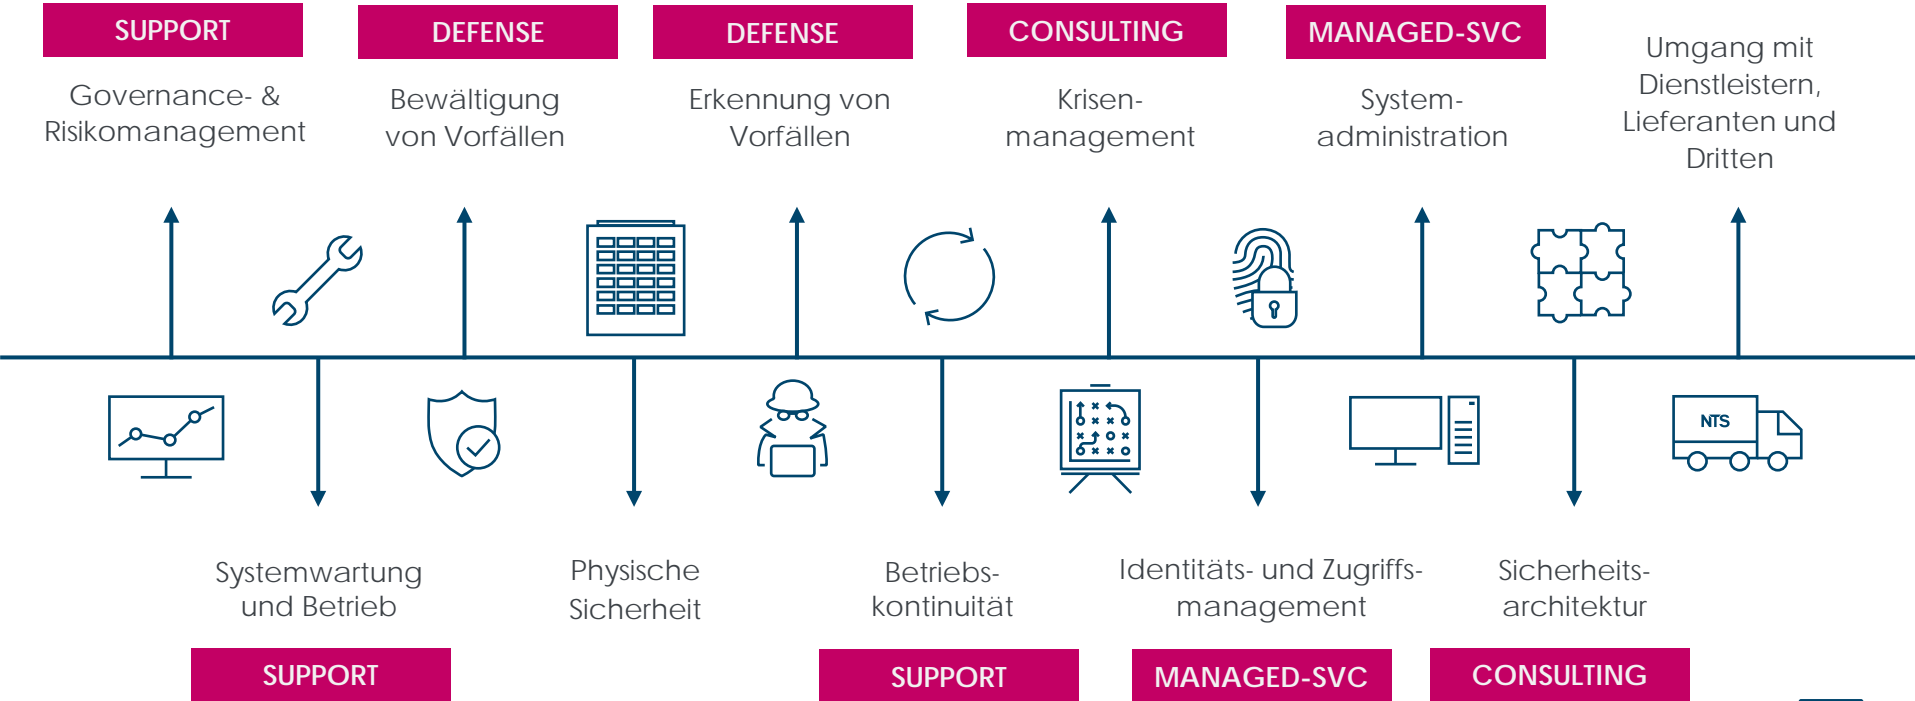 SUPPORT
Governance- &
Risikomanagement
DEFENSE
Bewältigung
von Vorfällen
DEFENSE
Erkennung von
Vorfällen
CONSULTING
Krisen-
management
MANAGED-SVC
System-
administration
Umgang mit
Dienstleistern,
Lieferanten und
Dritten
NTS
Systemwartung
und Betrieb
SUPPORT
Physische
Sicherheit
Betriebs-
kontinuität
SUPPORT
Identitäts- und Zugriffs-
management
MANAGED-SVC
Sicherheits-
architektur
CONSULTING